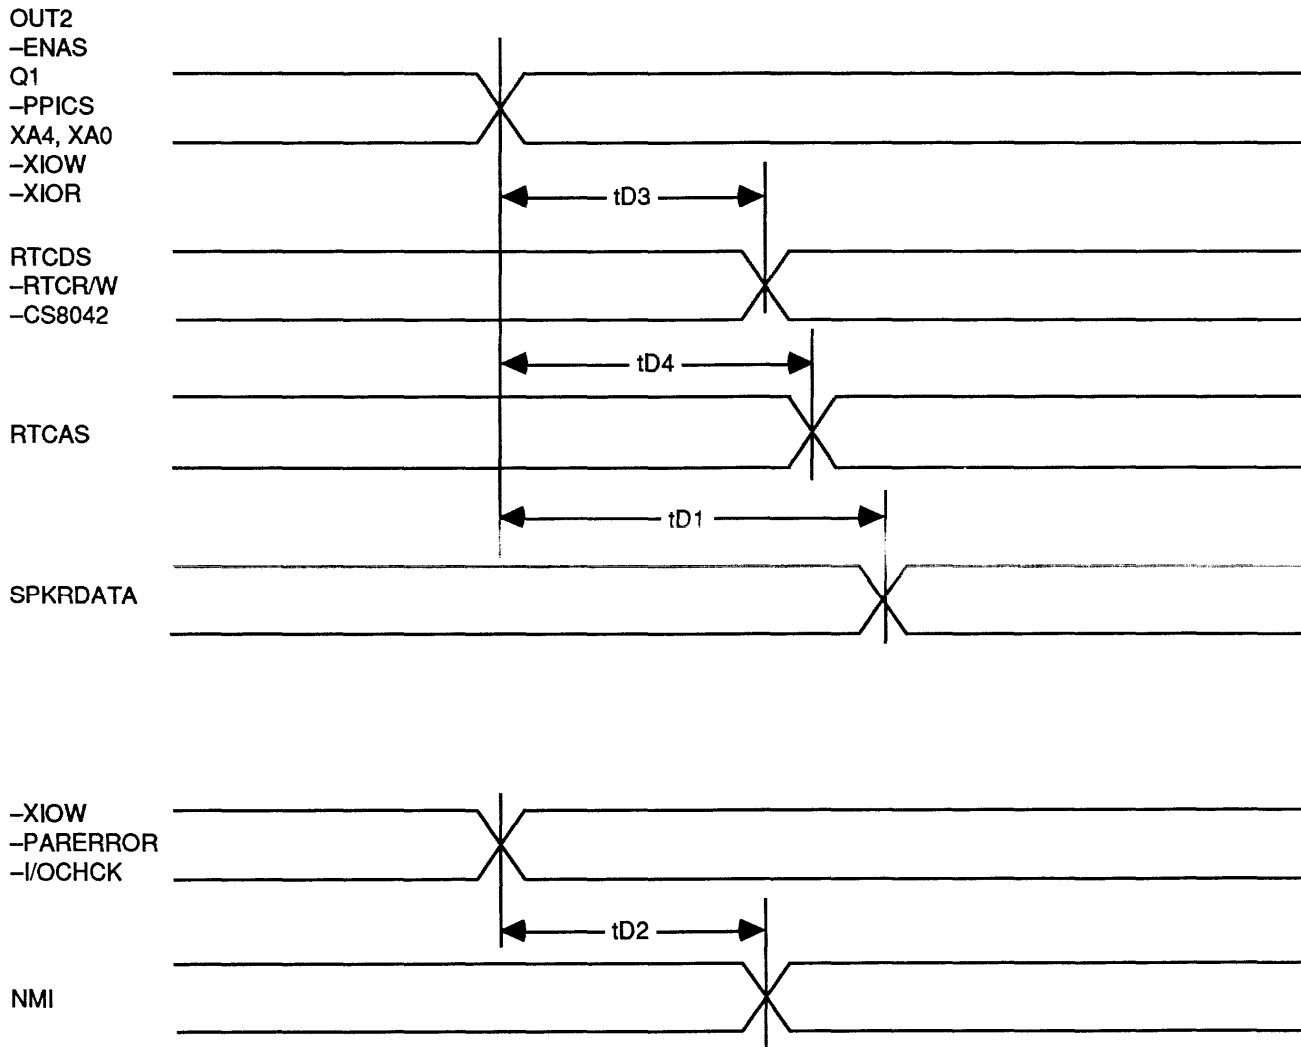 OUT2
–ENAS
Q1
–PPICS
XA4, XA0
–XIOW
–XIOR
tD3
RTCDS
–RTCR/W
–CS8042
tD4
RTCAS
tD1
SPKRDATA
–XIOW
–PARERROR
–I/OCHCK
tD2
NMI